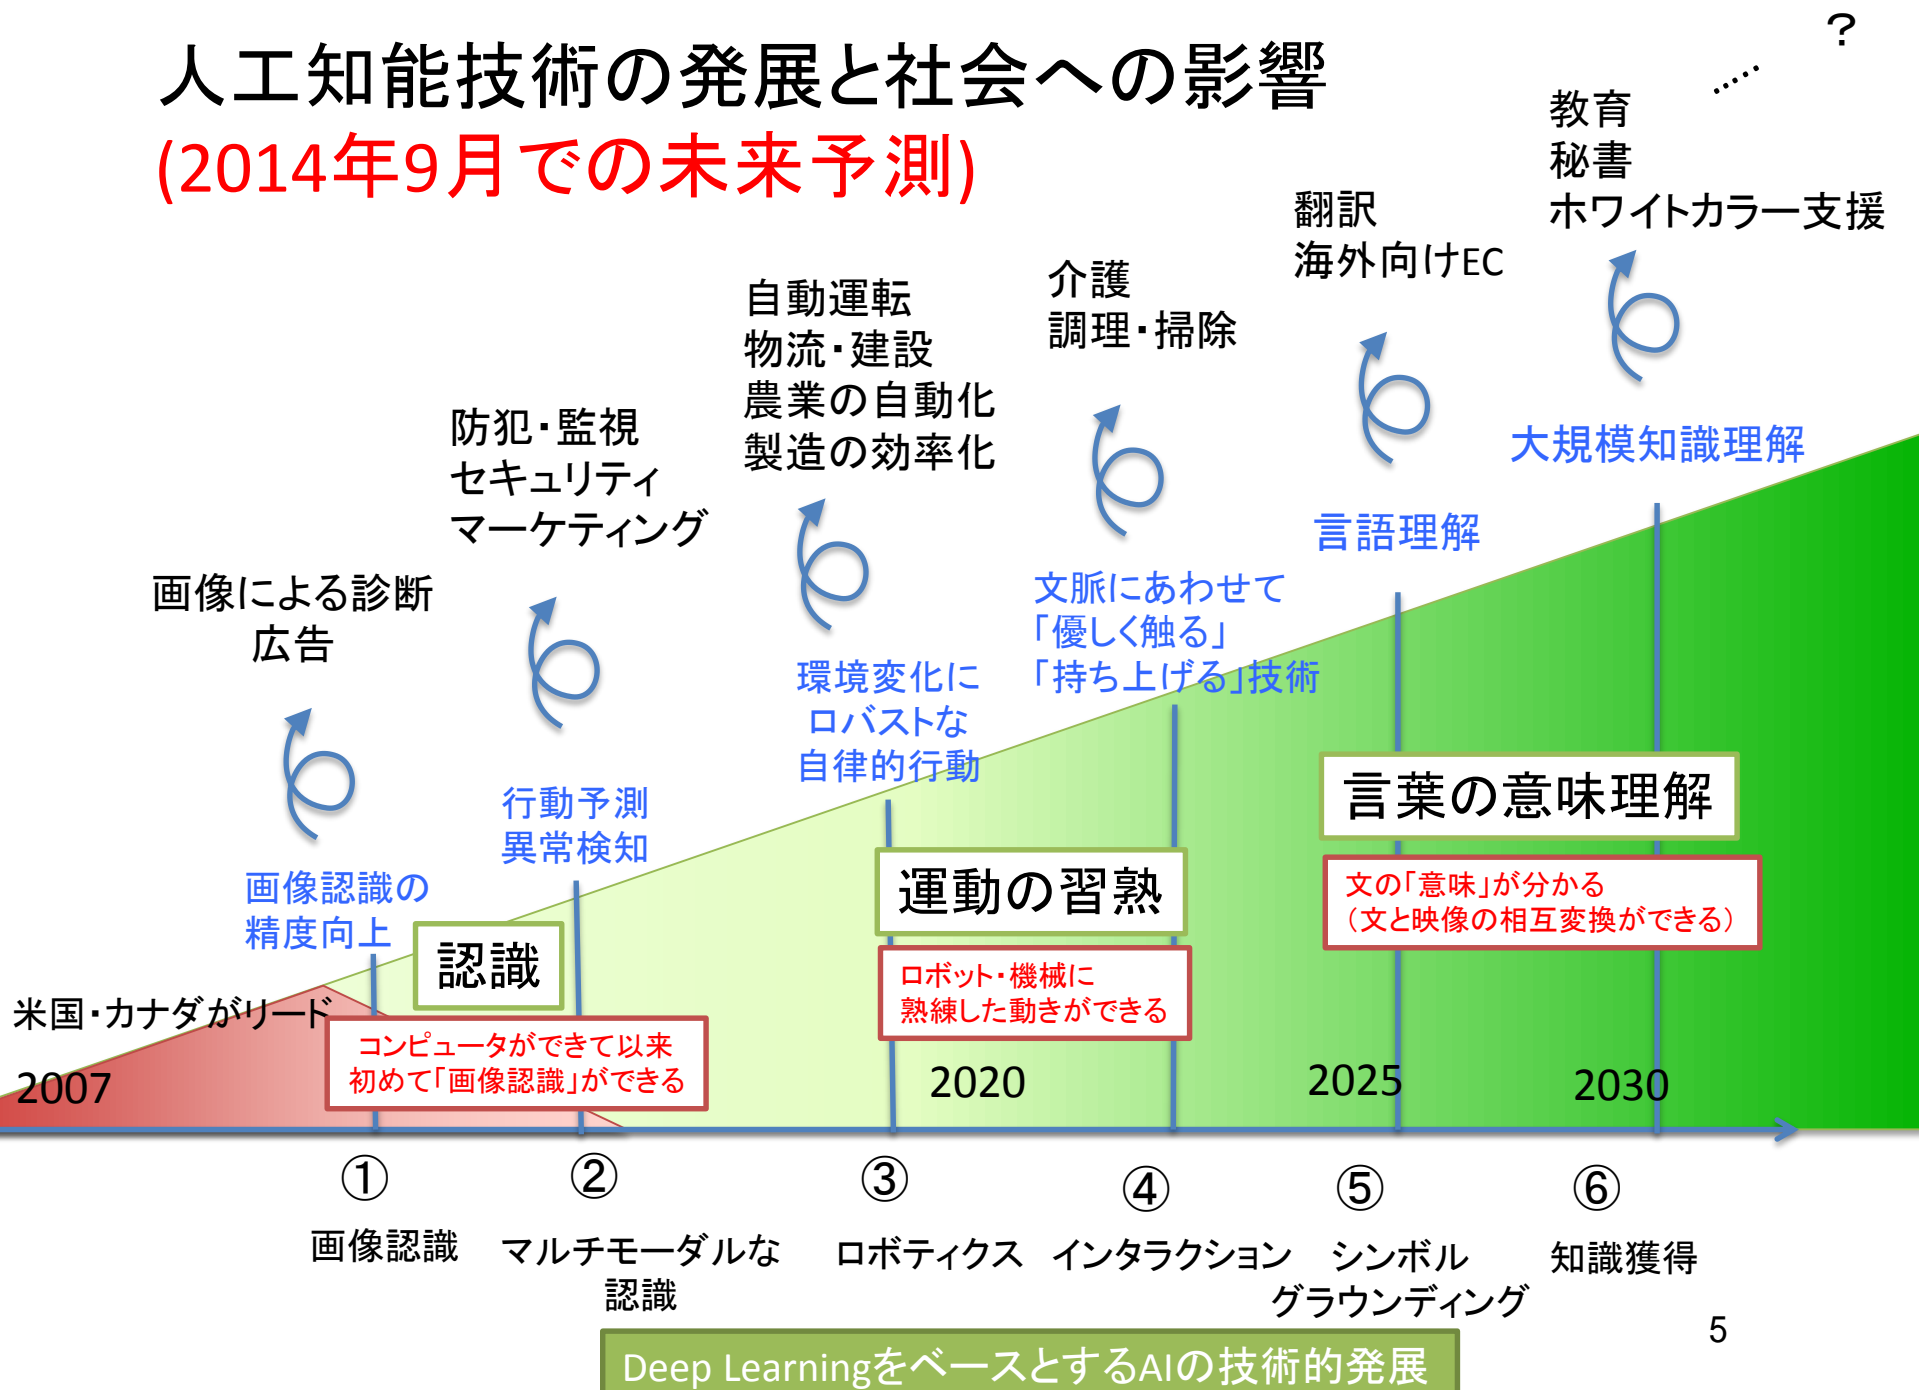 人工知能技術の発展と社会への影響
(2014年9月での未来予測)
?
.....
教育
秘書
ホワイトカラー支援
翻訳
海外向けEC
介護
調理・掃除
自動運転
物流・建設
農業の自動化
製造の効率化
防犯・監視
セキュリティ
マーケティング
画像による診断
広告
大規模知識理解
言語理解
文脈にあわせて
「優しく触る」
「持ち上げる」技術
環境変化に
ロバストな
自律的行動
行動予測
異常検知
画像認識の
精度向上
言葉の意味理解
文の「意味」が分かる
(文と映像の相互変換ができる)
運動の習熟
ロボット・機械に
熟練した動きができる
認識
コンピュータができて以来
初めて「画像認識」ができる
米国・カナダがリード
2007
2020
2025
2030
①
②
③
④
⑤
⑥
画像認識
マルチモーダルな
認識
ロボティクス
インタラクション
シンボル
グラウンディング
知識獲得
5
Deep LearningをベースとするAIの技術的発展